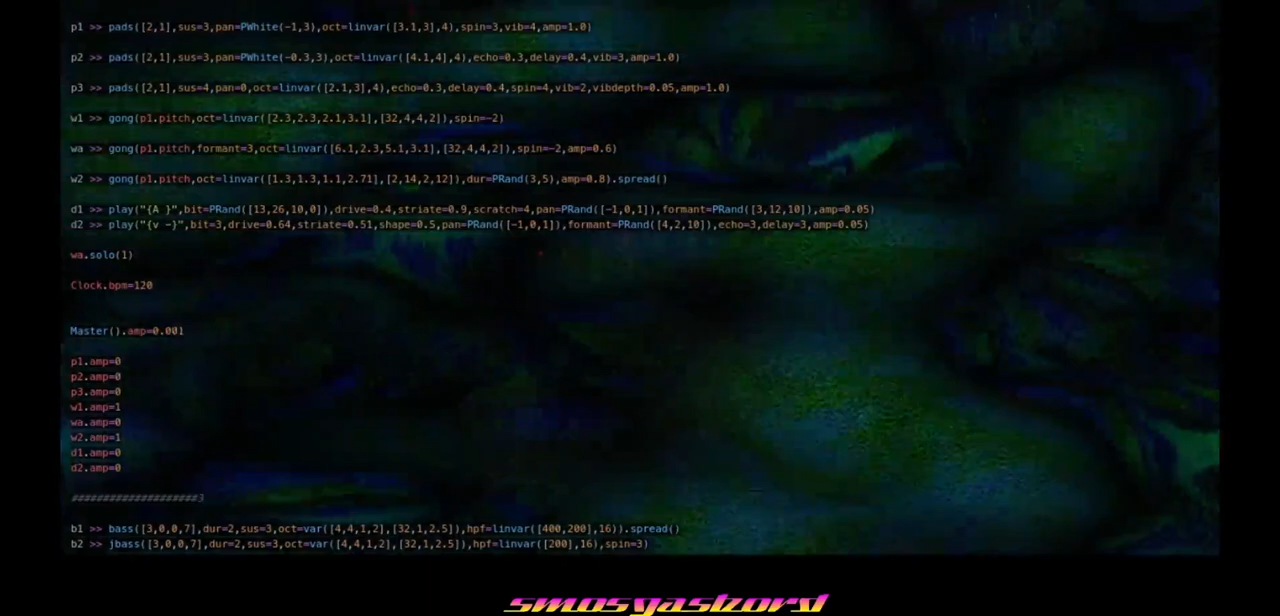 p1 >> pads([2,1],sus=3,pan=PWhite(-1,3),oct=linvar([3.1,3],4),spin=3,vib=4,amp=1.0)
p2 >> pads([2,1],sus=3,pan=PWhite(-0.3,3),oct=linvar([4.1,4],4),echo=0.3,delay=0.4,vib=3,amp=1.0)
p3 >> pads([2,1],sus=4,pan=0,oct=linvar([2.1,3],4),echo=0.3,delay=0.4,spin=4,vib=2,vibdepth=0.05,amp=1.0)
w1 >> gong(p1.pitch,oct=linvar([2.3,2.3,2.1,3.1],[32,4,4,2]),spin=-2)
wa >> gong(p1.pitch,formant=3,oct=linvar([6.1,2.3,5.1,3.1],[32,4,4,2]),spin=-2,amp=0.6)
w2 >> gong(p1.pitch,oct=linvar([1.3,1.3,1.1,2.71],[2,14,2,12]),dur=PRand(3,5),amp=0.8).spread()
d1 >> play("{A }",bit=PRand([13,26,10,0]),drive=0.4,striate=0.9,scratch=4,pan=PRand([-1,0,1]),formant=PRand([3,12,10]),amp=0.05)
d2 >> play("{v -}",bit=3,drive=0.64,striate=0.51,shape=0.5,pan=PRand([-1,0,1]),formant=PRand([4,2,10]),echo=3,delay=3,amp=0.05)
wa.solo(1)
Clock.bpm=120
Master().amp=0.001
p1.amp=0
p2.amp=0
p3.amp=0
w1.amp=1
wa.amp=0
w2.amp=1
d1.amp=0
d2.amp=0
####################3
b1 >> bass([3,0,0,7],dur=2,sus=3,oct=var([4,4,1,2],[32,1,2.5]),hpf=linvar([400,200],16)).spread()
b2 >> jbass([3,0,0,7],dur=2,sus=3,oct=var([4,4,1,2],[32,1,2.5]),hpf=linvar([200],16),spin=3)
smosgasbord